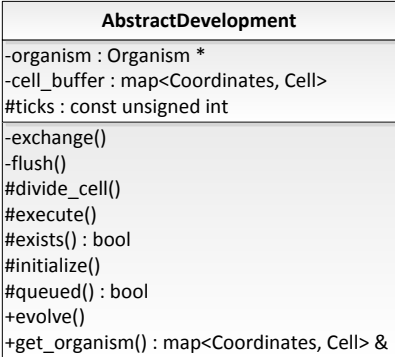 AbstractDevelopment
-organism : Organism *
-cell_buffer : map<Coordinates, Cell>
#ticks : const unsigned int
-exchange()
-flush()
#divide_cell()
#execute()
#exists() : bool
#initialize()
#queued() : bool
+evolve()
+get_organism() : map<Coordinates, Cell> &